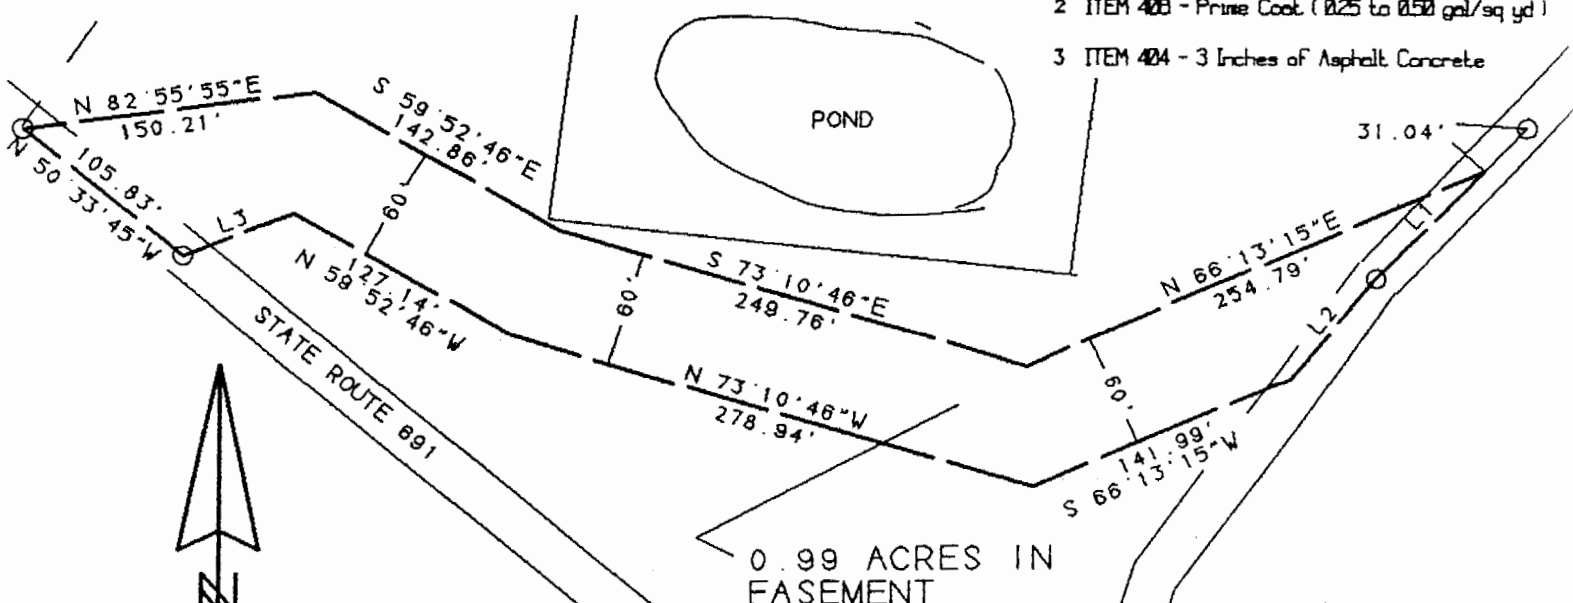 2 ITEM 408 - Prime Coat (0.25 to 0.50 gal/sq yd)
3 ITEM 404 - 3 Inches of Asphalt Concrete
N 82°55'55"E
150.21'
S 59°52'46"E
142.86'
POND
31.04'
105.83'
N 50°33'45"W
L3
60'
127.14'
N 59°52'46"W
60'
S 73°10'46"E
249.76'
N 66°13'15"E
254.79'
L1
L2
STATE ROUTE 691
N 73°10'46"W
278.94'
60'
141.99'
S 66°13'15"W
0.99 ACRES IN
EASEMENT
N